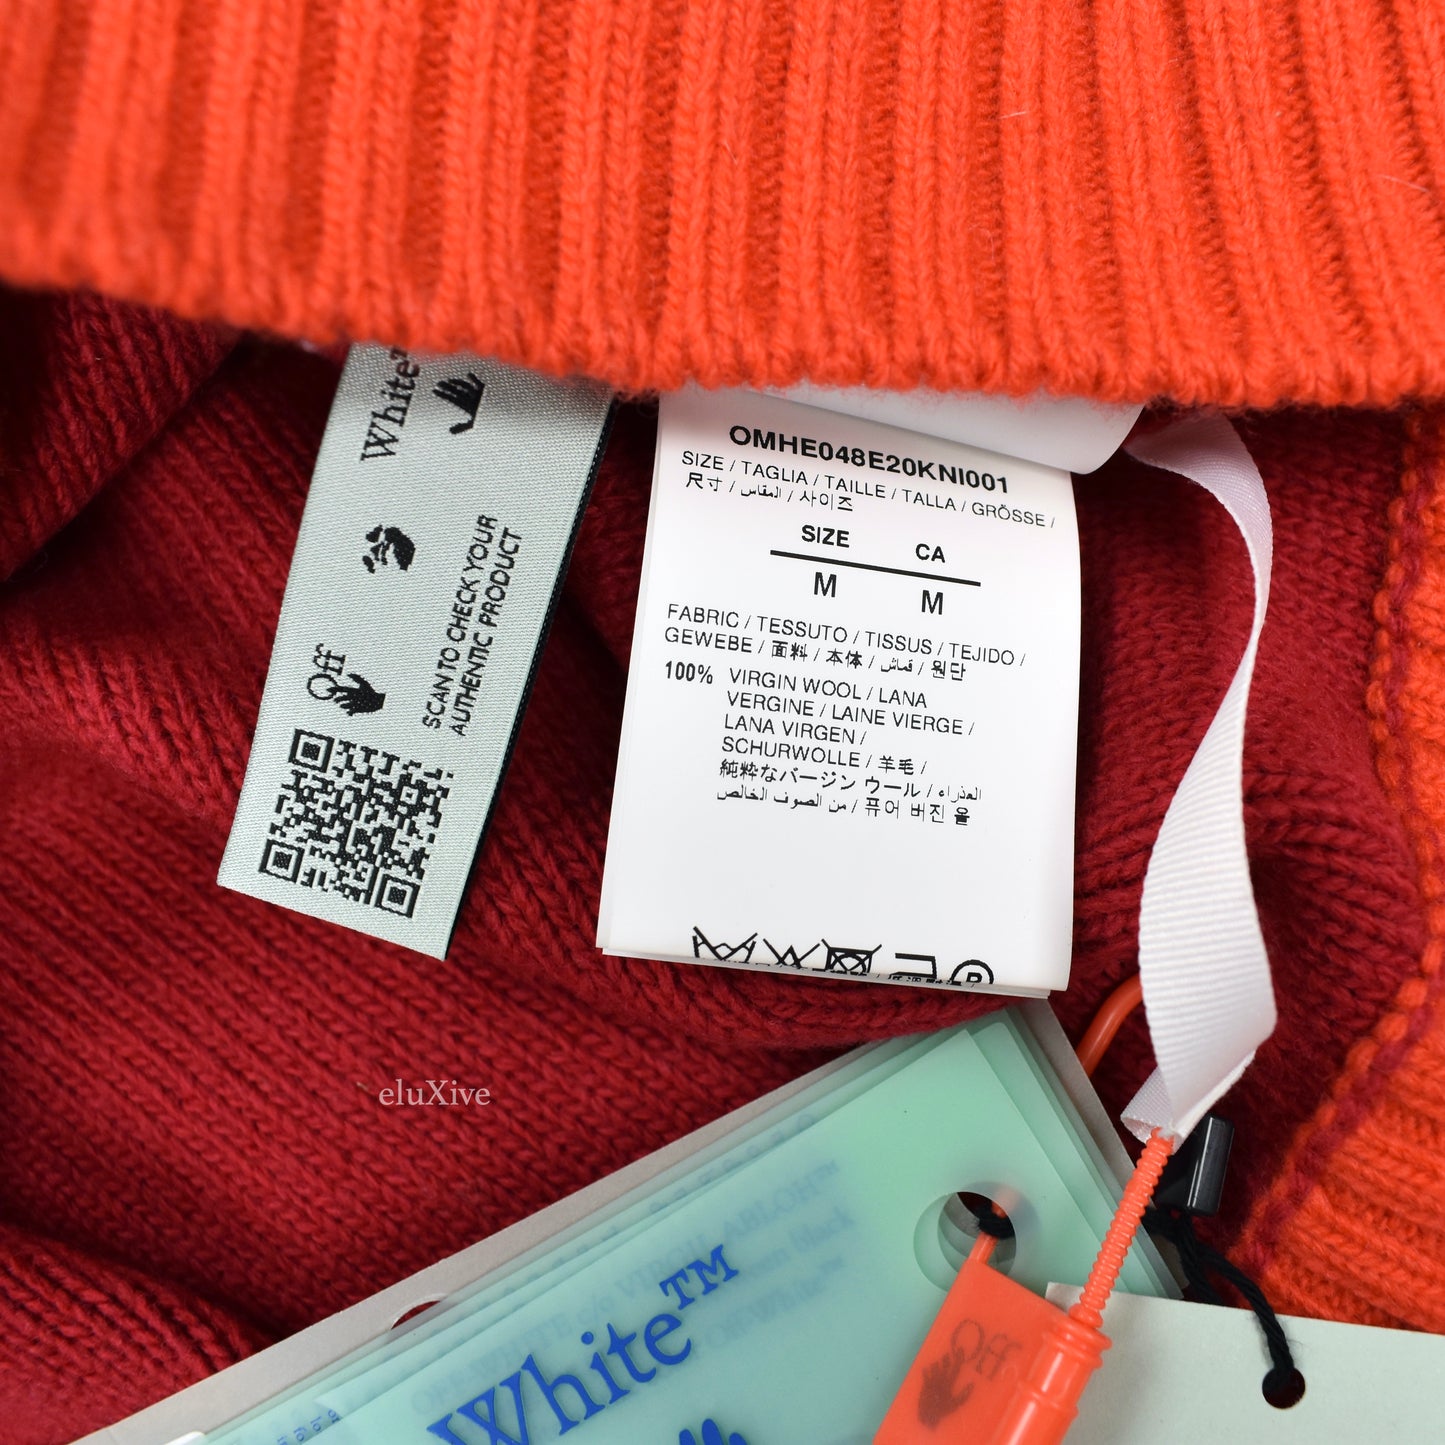 White™
Off
SCAN TO CHECK YOUR
AUTHENTIC PRODUCT
OMHE048E20KNI001
SIZE / TAGLIA / TAILLE / TALLA / GRÖSSE /
尺寸 / المقاس / 사이즈
SIZE CA
M M
FABRIC / TESSUTO / TISSUS / TEJIDO /
GEWEBE / 面料 / 本体 / قماش / 원단
100% VIRGIN WOOL / LANA
VERGINE / LAINE VIERGE /
LANA VIRGEN /
SCHURWOLLE / 羊毛 /
純粋なバージン ウール / العذراء
من الصوف الخالص / 퓨어 버진 울
P
eluXive
White™
Off